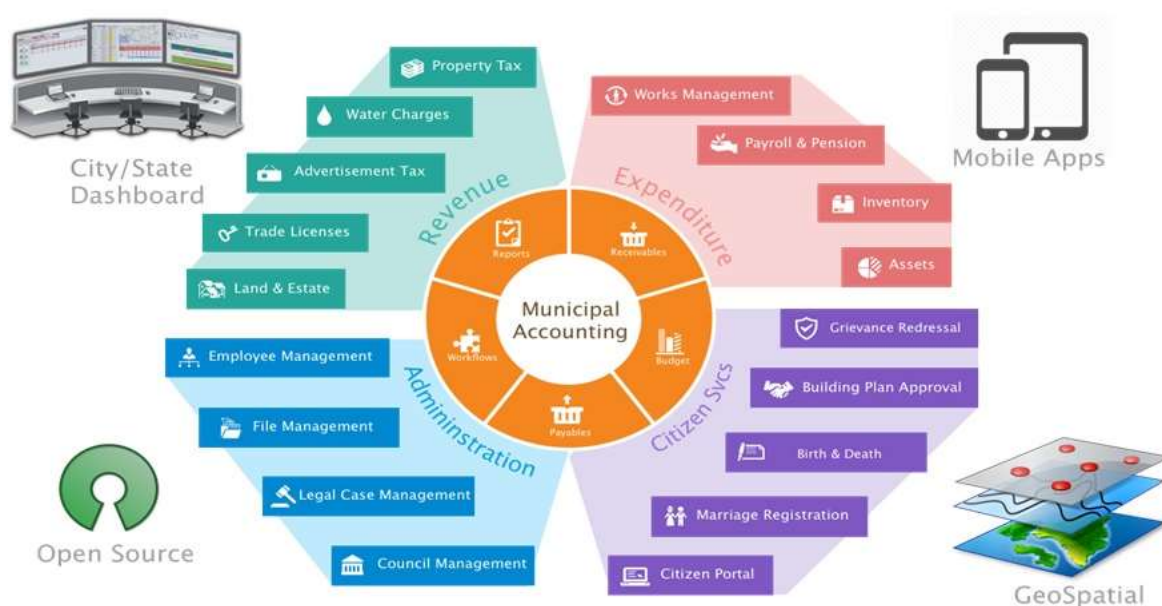 City/State
Dashboard
Property Tax
Water Charges
Advertisement Tax
Trade Licenses
Land & Estate
Revenue
Works Management
Payroll & Pension
Inventory
Assets
Expenditure
Mobile Apps
Reports
Receivables
Workflows
Budget
Payables
Municipal
Accounting
Employee Management
File Management
Legal Case Management
Council Management
Admininstration
Grievance Redressal
Building Plan Approval
Birth & Death
Marriage Registration
Citizen Portal
Citizen Svcs
Open Source
GeoSpatial